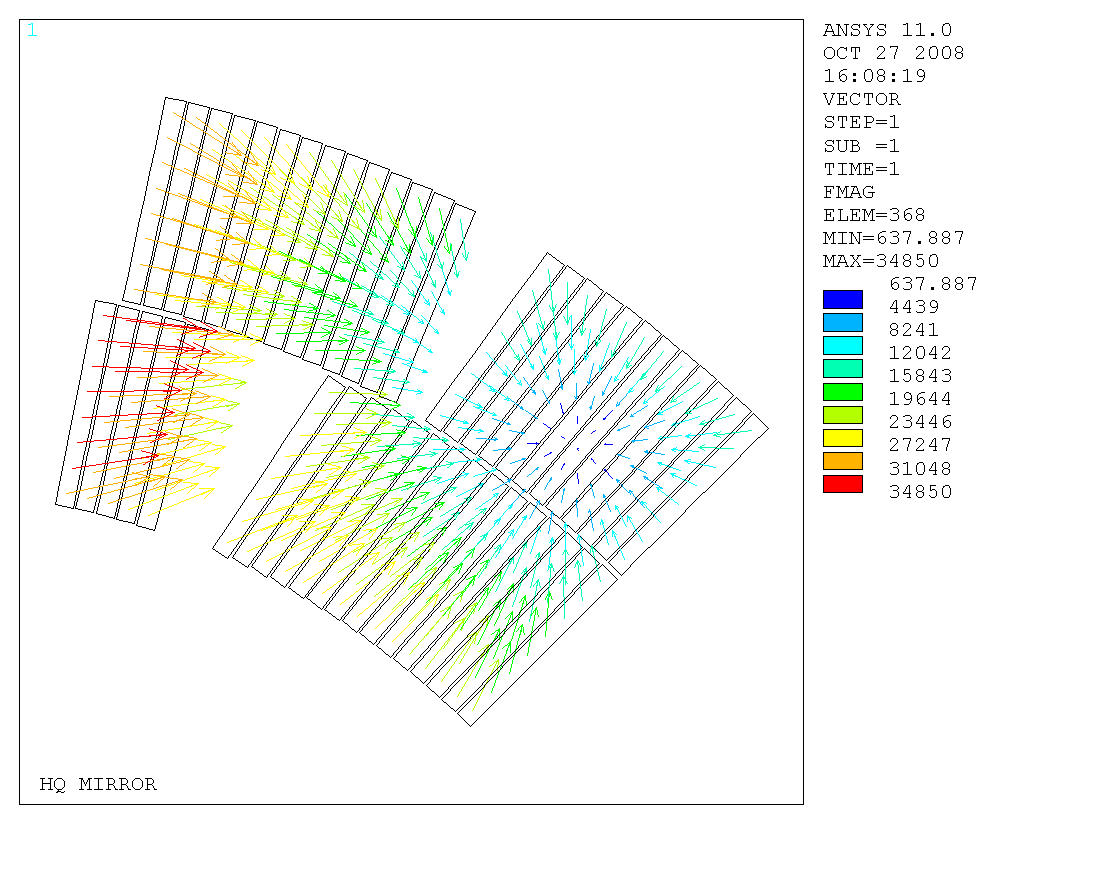 1
ANSYS 11.0
OCT 27 2008
16:08:19
VECTOR
STEP=1
SUB =1
TIME=1
FMAG
ELEM=368
MIN=637.887
MAX=34850
637.887
4439
8241
12042
15843
19644
23446
27247
31048
34850
HQ MIRROR